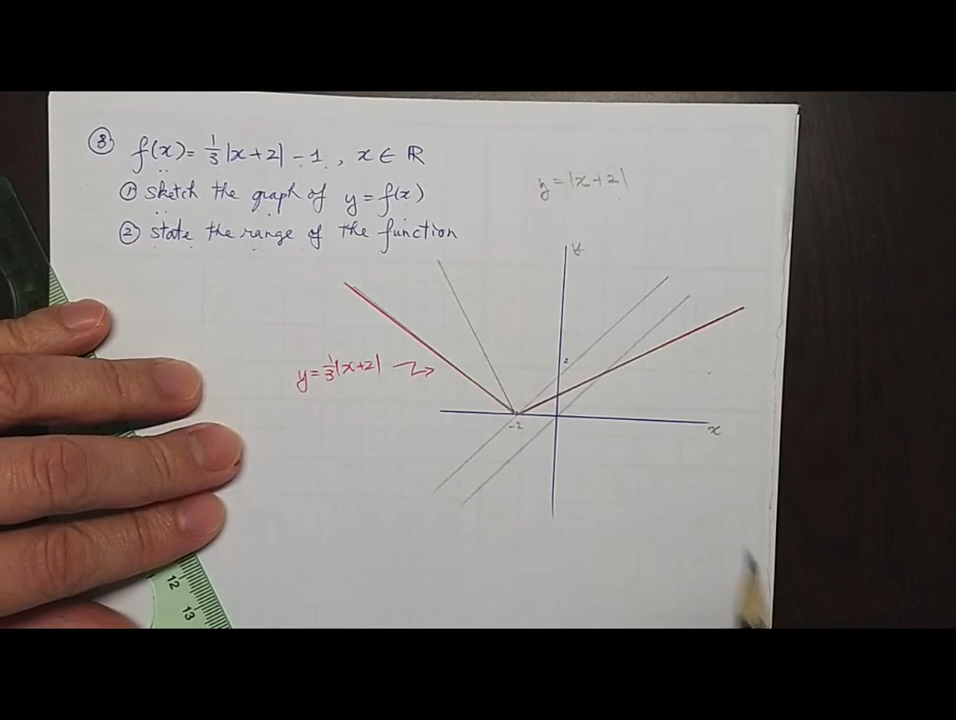 ③ f(x)= 1/3|x+2| -1 , x∈ℝ
① sketch the graph of y=f(x)
② state the range of the function
y=|x+2|
y
2
y=1/3|x+2|
-2
x
12
13